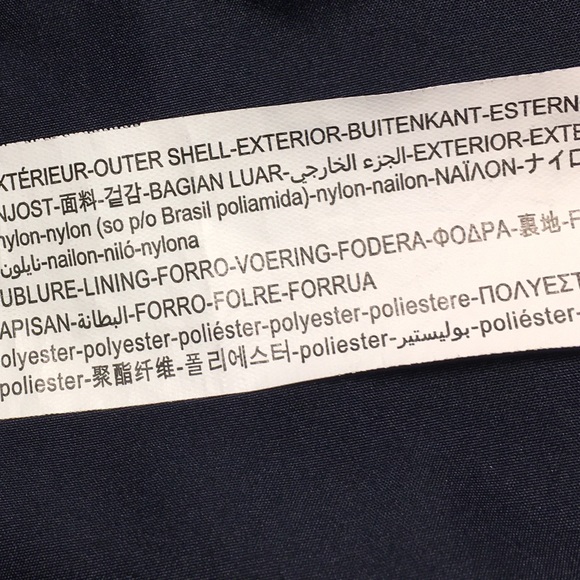 XTÉRIEUR-OUTER SHELL-EXTERIOR-BUITENKANT-ESTERN
NJOST-面料-겉감-BAGIAN LUAR-الجزء الخارجي-EXTERIOR-EXTE
nylon-nylon (so p/o Brasil poliamida)-nylon-nailon-ΝΑΪΛΟΝ-ナイロ
نايلون-nailon-niló-nylona
UBLURE-LINING-FORRO-VOERING-FODERA-ΦΟΔΡΑ-裏地-F
APISAN-البطانة-FORRO-FOLRE-FORRUA
olyester-polyester-poliéster-polyester-poliestere-ΠΟΛΥΕΣΤ
poliester-聚酯纤维-폴리에스터-poliester-بوليستير-poliéster-